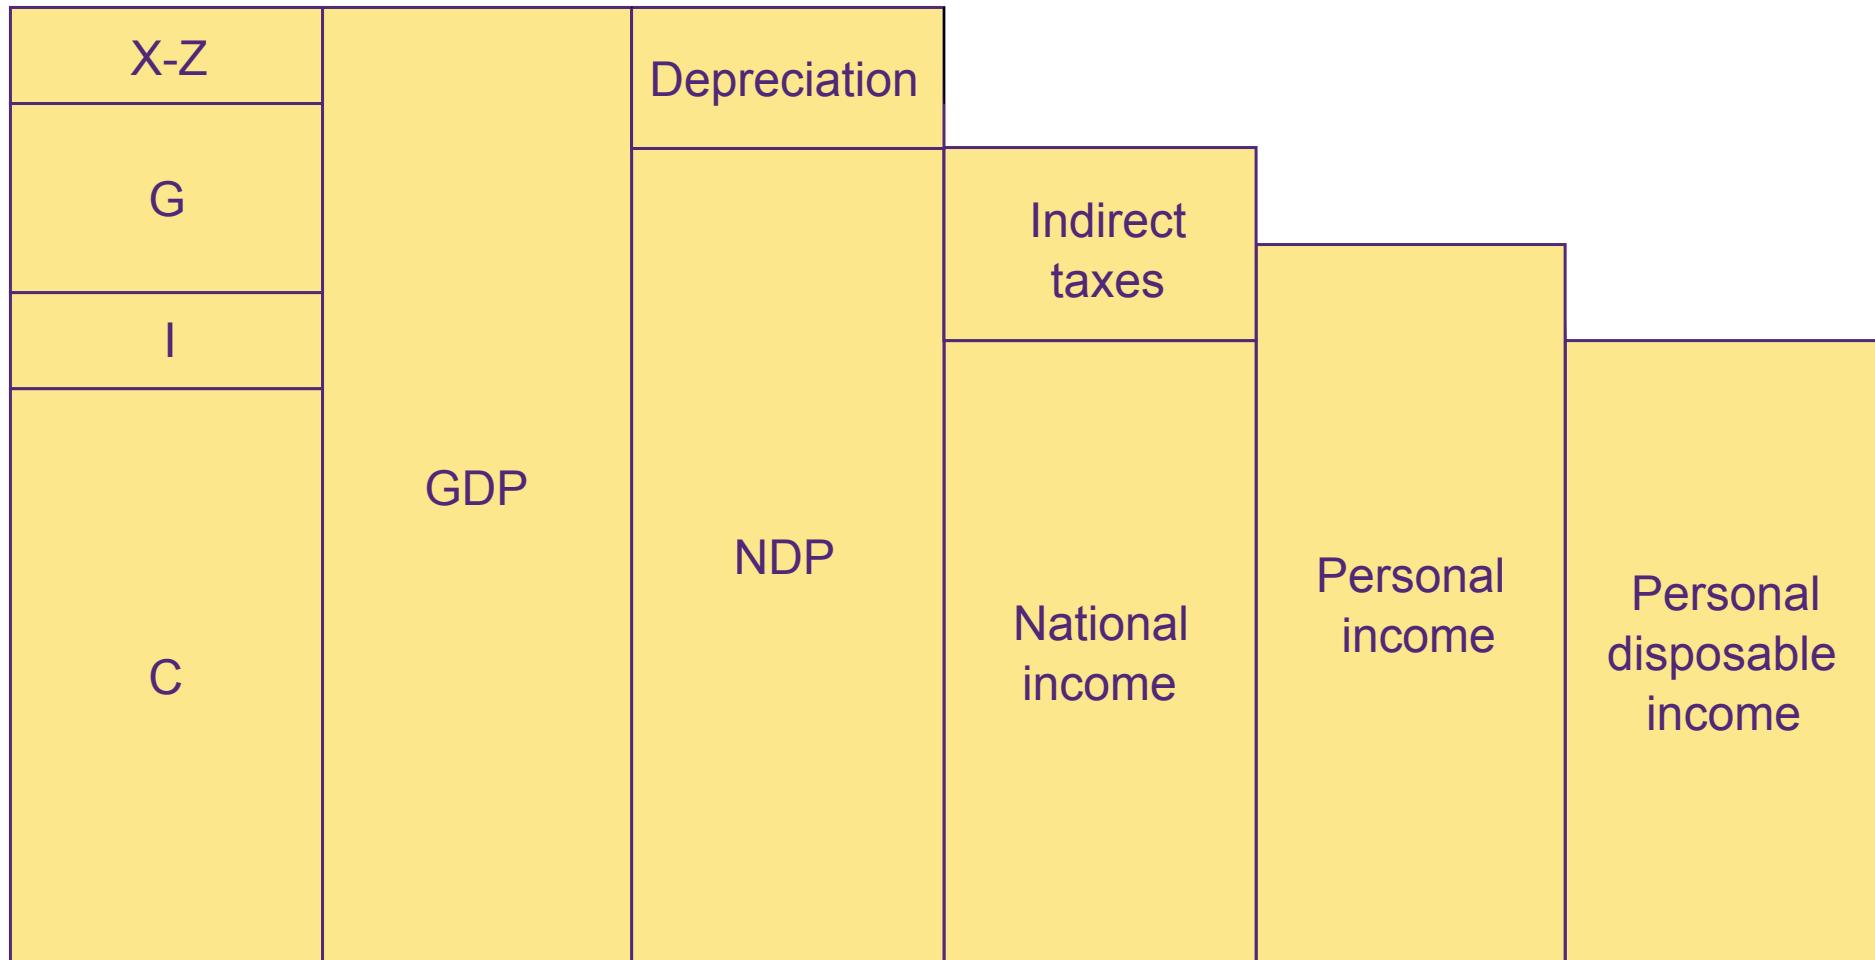 X-Z
G
I
C
GDP
Depreciation
NDP
Indirect
taxes
National
income
Personal
income
Personal
disposable
income